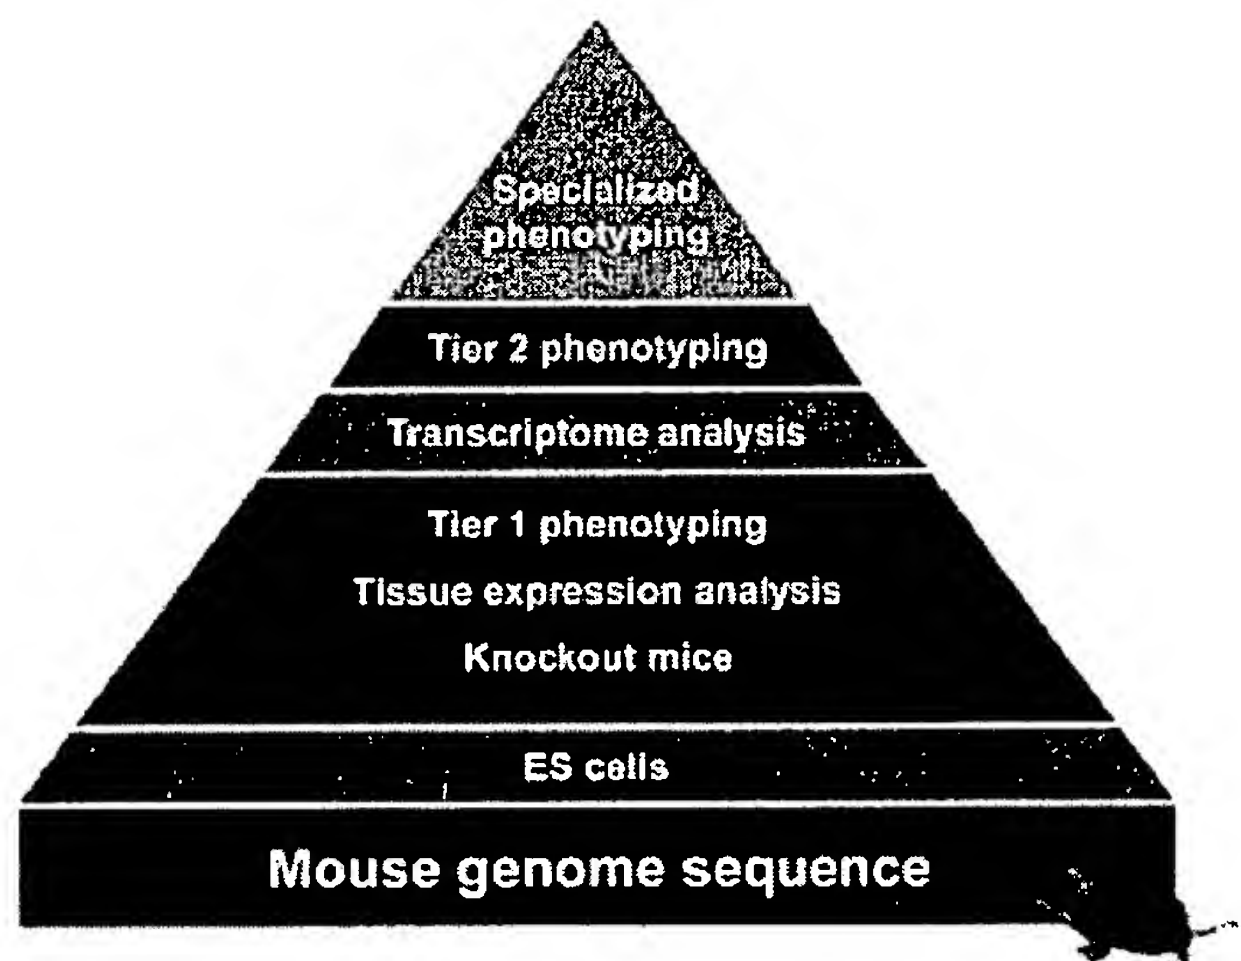 Specialized
phenotyping
Tier 2 phenotyping
Transcriptome analysis
Tier 1 phenotyping
Tissue expression analysis
Knockout mice
ES cells
Mouse genome sequence